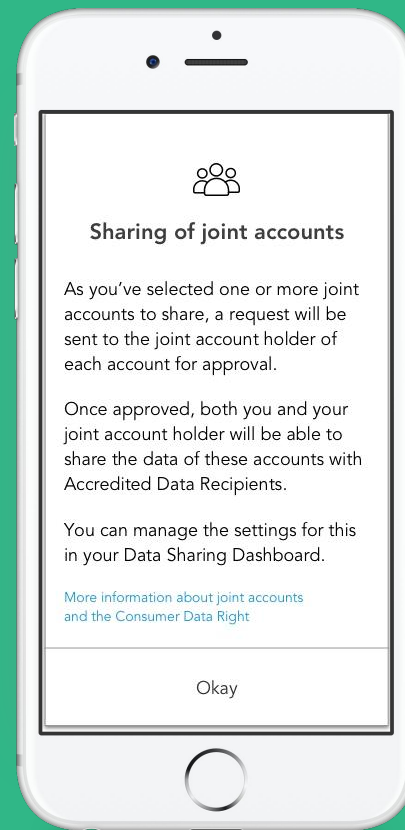 Sharing of joint accounts
As you’ve selected one or more joint
accounts to share, a request will be
sent to the joint account holder of
each account for approval.
Once approved, both you and your
joint account holder will be able to
share the data of these accounts with
Accredited Data Recipients.
You can manage the settings for this
in your Data Sharing Dashboard.
More information about joint accounts
and the Consumer Data Right
Okay